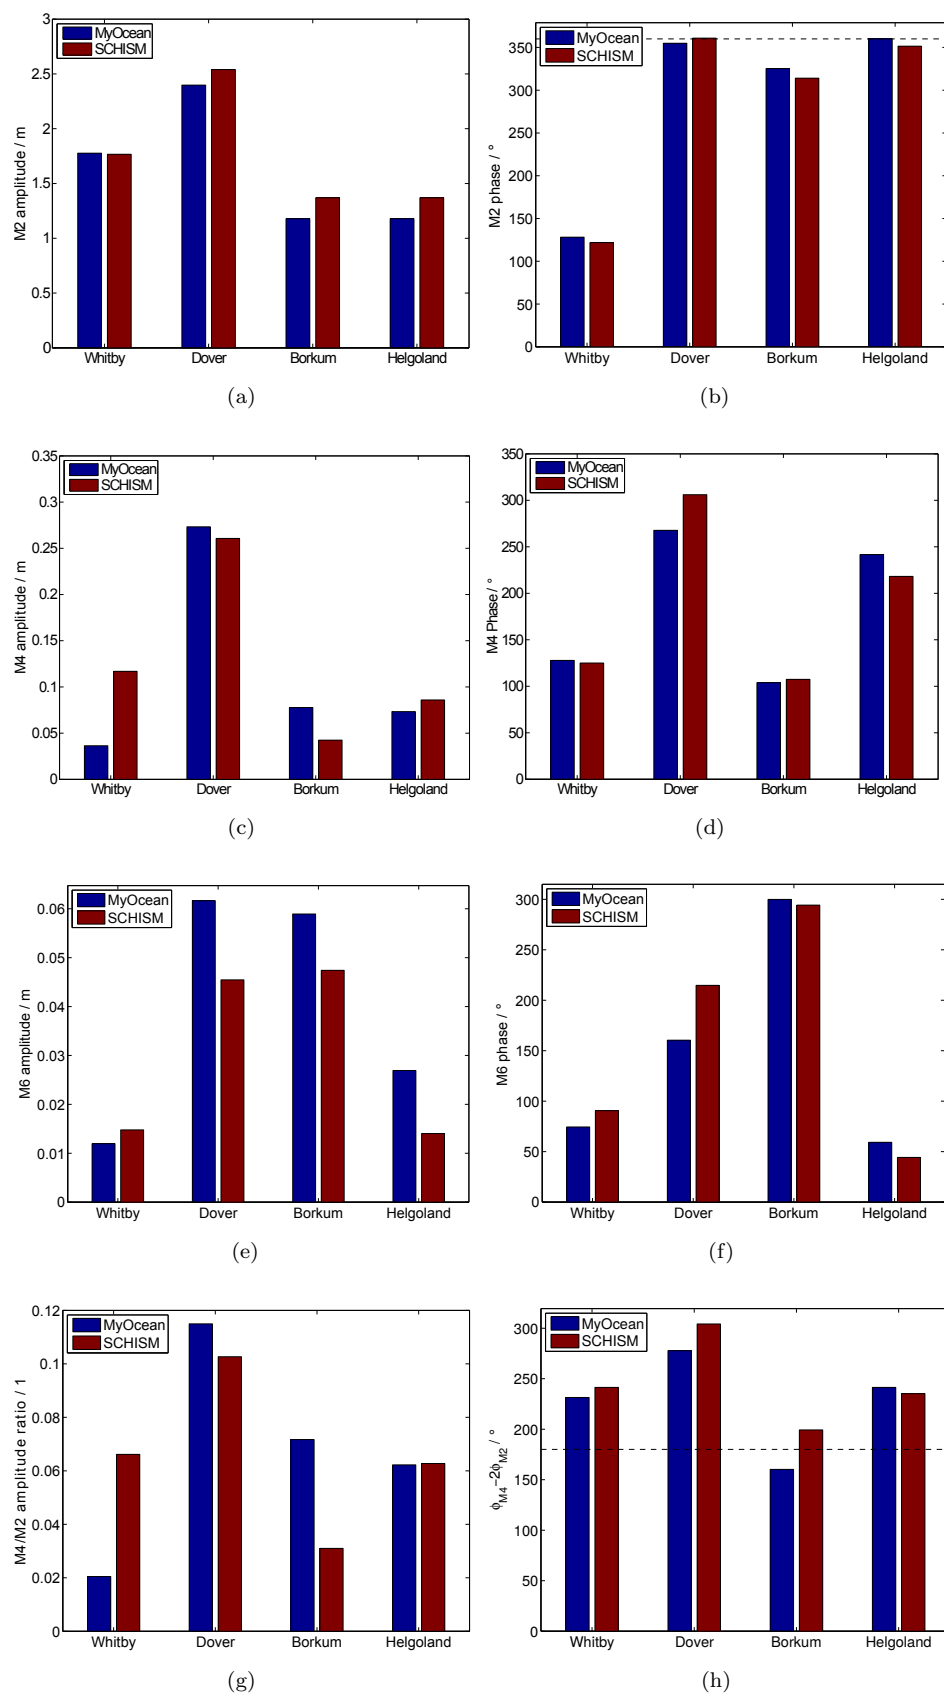 3
2.5
2
1.5
1
0.5
0
M2 amplitude / m
MyOcean
SCHISM
Whitby Dover Borkum Helgoland
(a)
350
300
250
200
150
100
50
0
M2 phase / °
MyOcean
SCHISM
Whitby Dover Borkum Helgoland
(b)
0.35
0.3
0.25
0.2
0.15
0.1
0.05
0
M4 amplitude / m
MyOcean
SCHISM
Whitby Dover Borkum Helgoland
(c)
350
300
250
200
150
100
50
0
M4 Phase / °
MyOcean
SCHISM
Whitby Dover Borkum Helgoland
(d)
0.06
0.05
0.04
0.03
0.02
0.01
0
M6 amplitude / m
MyOcean
SCHISM
Whitby Dover Borkum Helgoland
(e)
300
250
200
150
100
50
0
M6 phase / °
MyOcean
SCHISM
Whitby Dover Borkum Helgoland
(f)
0.12
0.1
0.08
0.06
0.04
0.02
0
M4/M2 amplitude ratio / 1
MyOcean
SCHISM
Whitby Dover Borkum Helgoland
(g)
300
250
200
150
100
50
0
ϕM4−2ϕM2 / °
MyOcean
SCHISM
Whitby Dover Borkum Helgoland
(h)